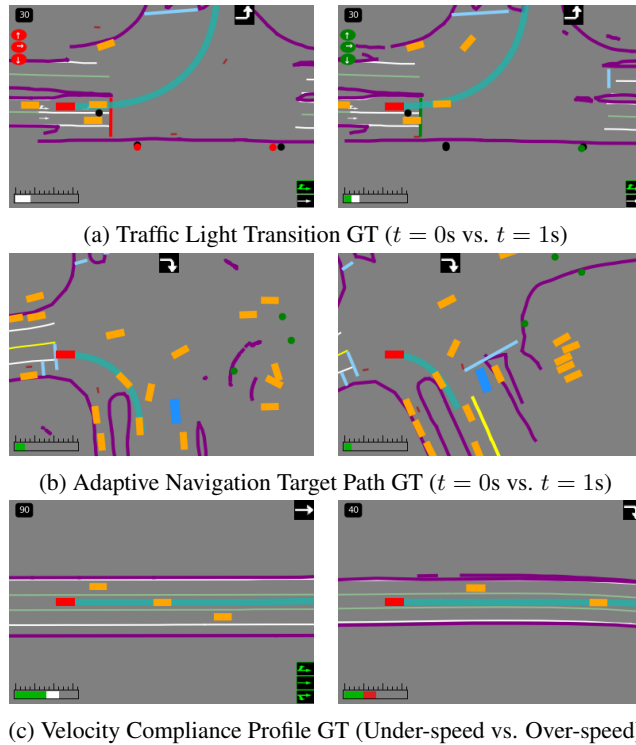 30
30
(a) Traffic Light Transition GT (t = 0s vs. t = 1s)
(b) Adaptive Navigation Target Path GT (t = 0s vs. t = 1s)
90
40
(c) Velocity Compliance Profile GT (Under-speed vs. Over-speed)